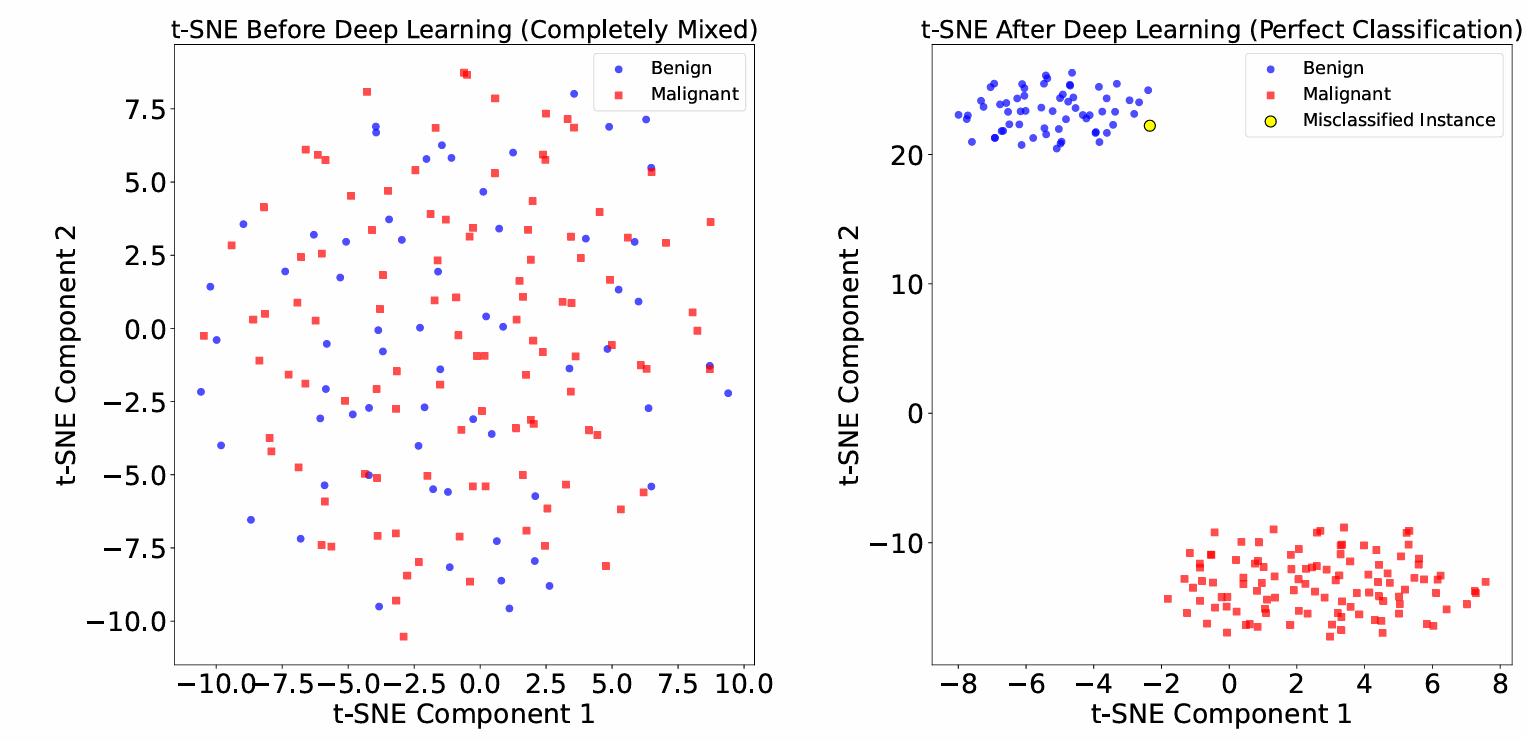 t-SNE Before Deep Learning (Completely Mixed)
Benign
Malignant
7.5
5.0
2.5
0.0
−2.5
−5.0
−7.5
−10.0
t-SNE Component 2
−10.0 −7.5 −5.0 −2.5 0.0 2.5 5.0 7.5 10.0
t-SNE Component 1
t-SNE After Deep Learning (Perfect Classification)
Benign
Malignant
Misclassified Instance
20
10
0
−10
t-SNE Component 2
−8 −6 −4 −2 0 2 4 6 8
t-SNE Component 1